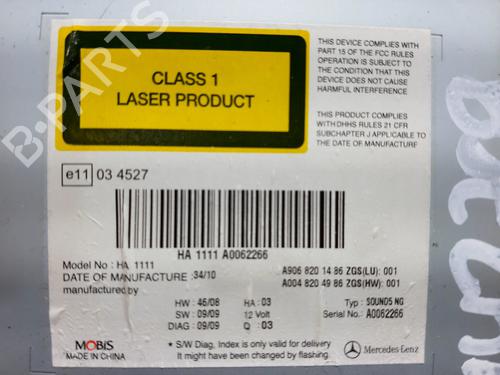 CLASS 1
LASER PRODUCT
THIS DEVICE COMPLIES WITH
PART 15 OF THE FCC RULES
OPERATION IS SUBJECT TO
THE CONDITION THAT THIS
DEVICE DOES NOT CAUSE
HARMFUL INTERFERENCE
THIS PRODUCT COMPLIES
WITH DHHS RULES 21 CFR
SUBCHAPTER J APPLICABLE TO
THE DATE OF MANUFACTURE
e11 03 4527
HA 1111 A0062266
Model No : HA 1111
DATE OF MANUFACTURE :34/10
manufactured by
A906 820 14 86 ZGS(LU): 001
A004 820 49 86 ZGS(HW): 001
HW : 46/08 HA : 03 Typ : SOUND5 NG
SW : 09/09 12 Volt Serial No : A0062266
DIAG : 09/09 Q : 03
MOBIS
MADE IN CHINA
* S/W Diag, Index is only valid for delivery
It might have been changed by flashing.
Mercedes-Benz
B-PARTS